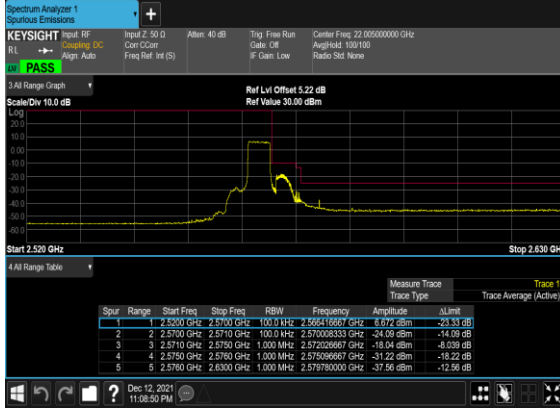 Spectrum Analyzer 1
Spurious Emissions
+
KEYSIGHT Input: RF Input Z: 50 Ω Atten: 40 dB Trig: Free Run Center Freq: 22.005000000 GHz
RL Coupling: DC Corr CCorr Gate: Off Avg|Hold: 100/100
Align: Auto Freq Ref: Int (S) IF Gain: Low Radio Std: None
LXI PASS
3 All Range Graph
Ref Lvl Offset 5.22 dB
Scale/Div 10.0 dB Ref Value 30.00 dBm
Log
20.0
10.0
0.00
-10.0
-20.0
-30.0
-40.0
-50.0
-60.0
Start 2.520 GHz Stop 2.630 GH
4 All Range Table
Measure Trace Trace 1
Trace Type Trace Average (Active)
Spur Range Start Freq Stop Freq RBW Frequency Amplitude ΔLimit
1 1 2.5200 GHz 2.5700 GHz 100.0 kHz 2.566416667 GHz 6.672 dBm -23.33 dB
2 2 2.5700 GHz 2.5710 GHz 100.0 kHz 2.570008333 GHz -24.09 dBm -14.09 dB
3 3 2.5710 GHz 2.5750 GHz 1.000 MHz 2.572026667 GHz -18.04 dBm -8.039 dB
4 4 2.5750 GHz 2.5760 GHz 1.000 MHz 2.575096667 GHz -31.22 dBm -18.22 dB
5 5 2.5760 GHz 2.6300 GHz 1.000 MHz 2.579780000 GHz -37.56 dBm -12.56 dB
? Dec 12, 2021
11:08:50 PM